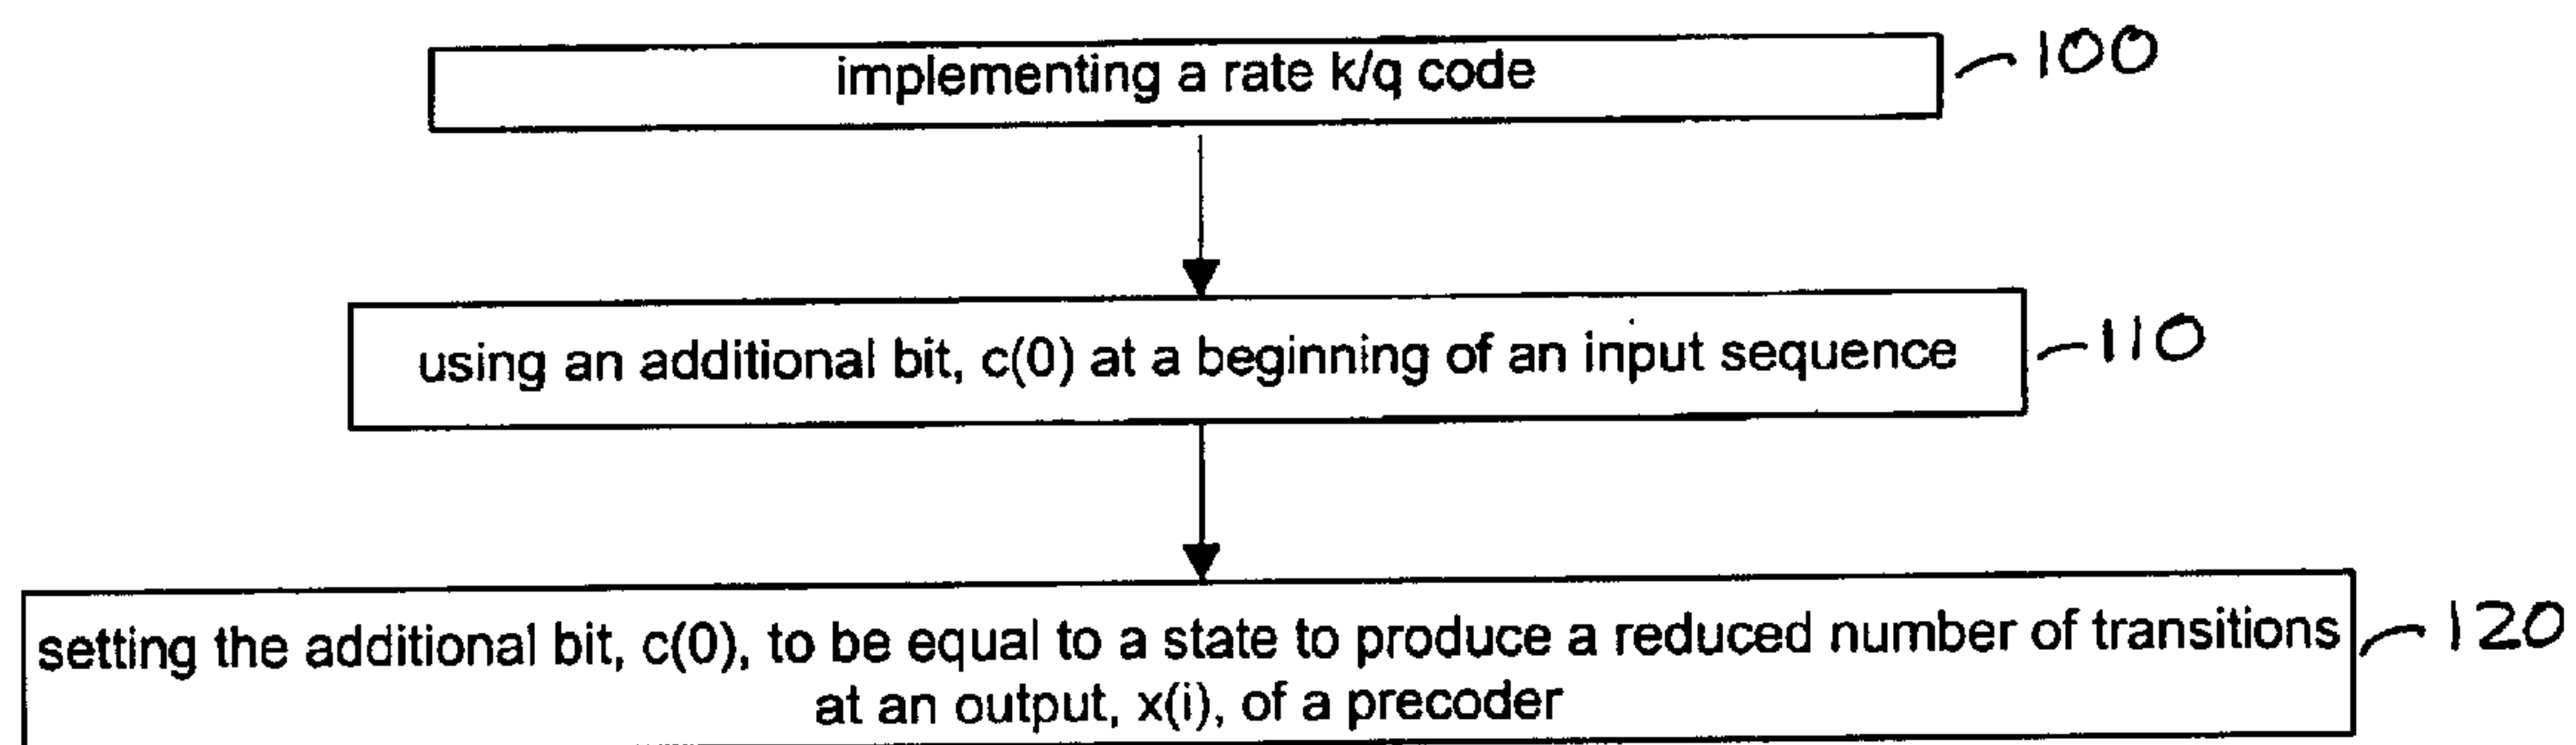 implementing a rate k/q code
100
using an additional bit, c(0) at a beginning of an input sequence
110
setting the additional bit, c(0), to be equal to a state to produce a reduced number of transitions
120
at an output, x(i), of a precoder